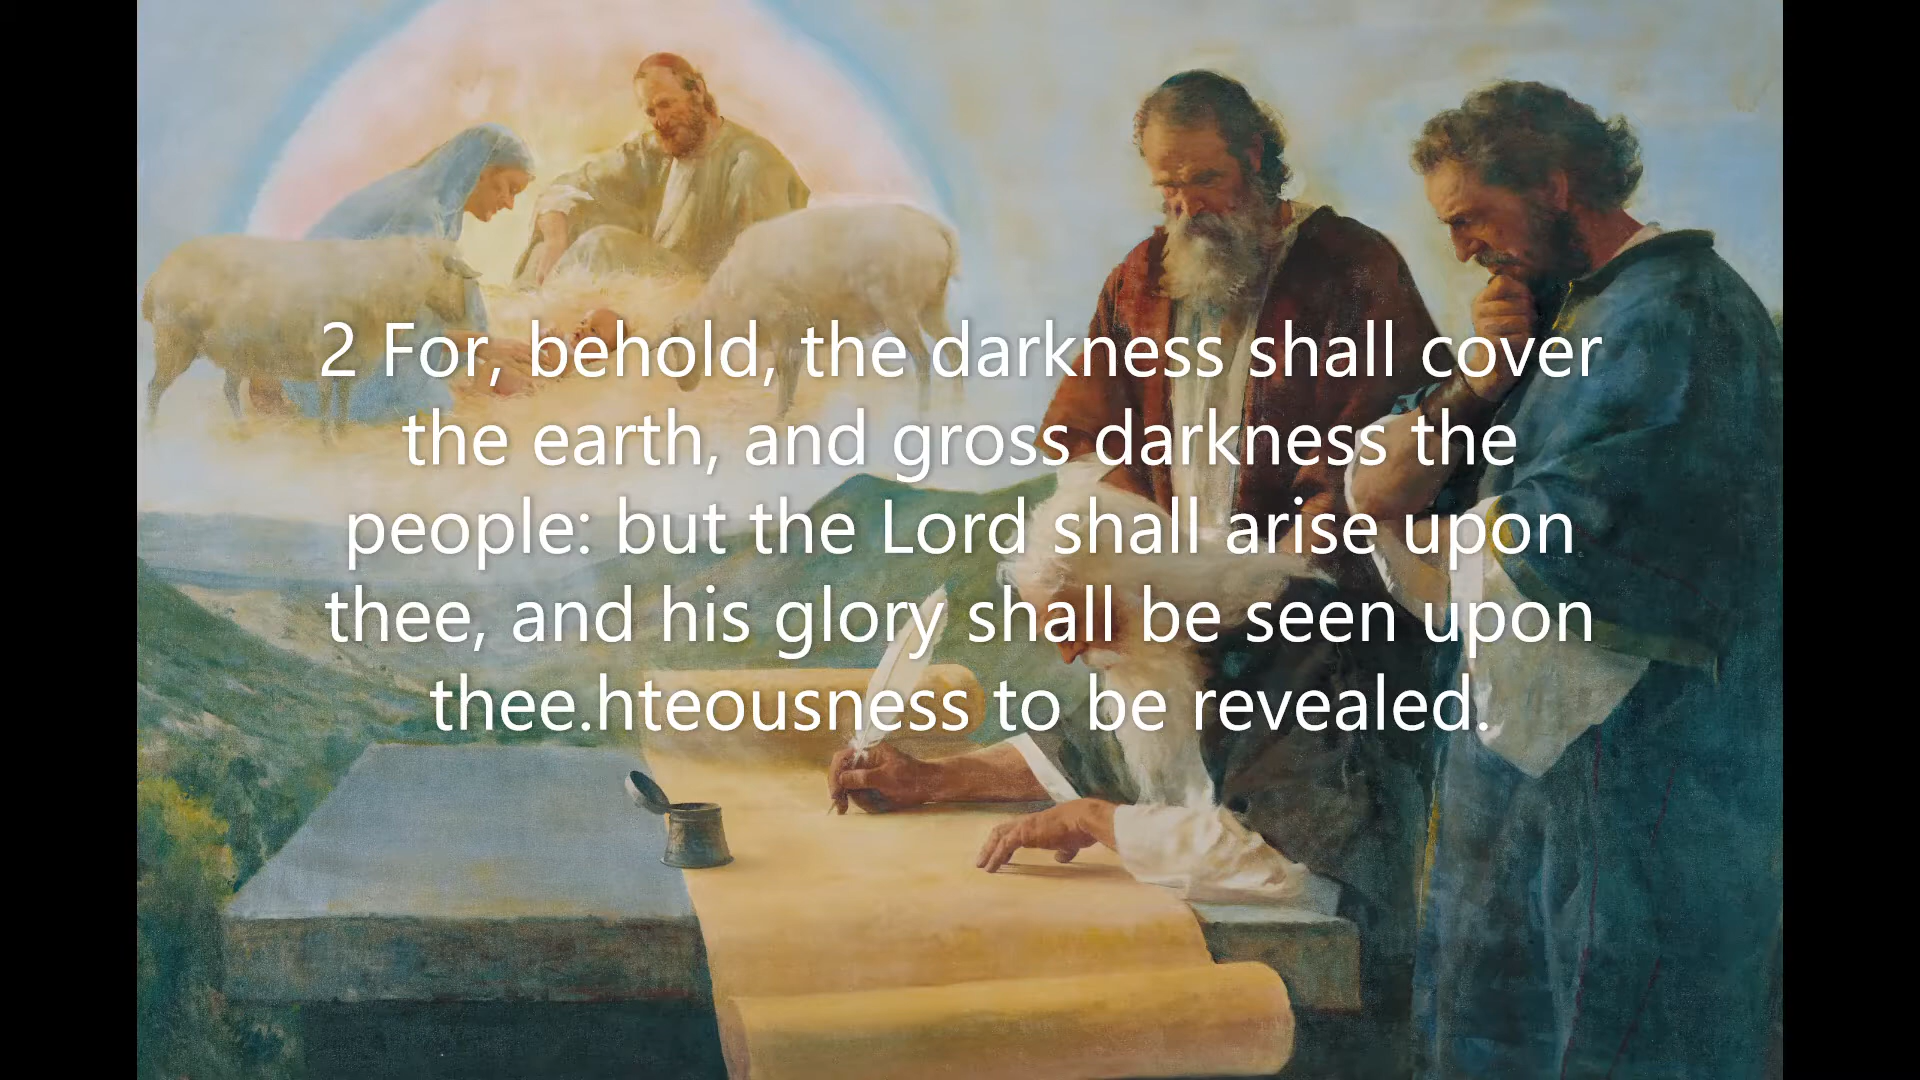 2 For, behold, the darkness shall cover
the earth, and gross darkness the
people: but the Lord shall arise upon
thee, and his glory shall be seen upon
thee.hteousness to be revealed.